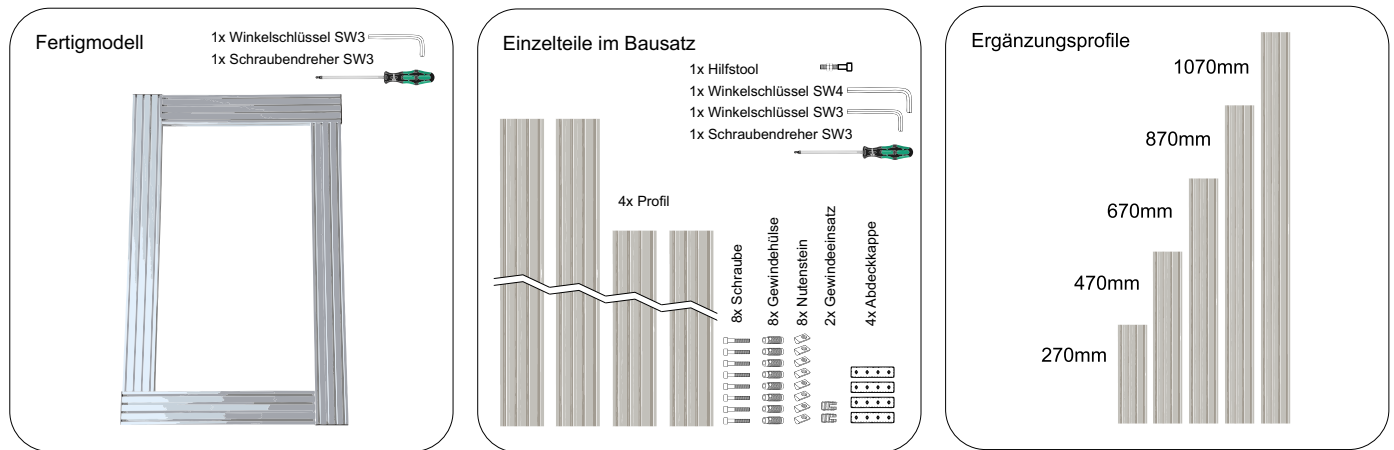 Fertigmodell
1x Winkelschlüssel SW3
1x Schraubendreher SW3
Einzelteile im Bausatz
1x Hilfstool
1x Winkelschlüssel SW4
1x Winkelschlüssel SW3
1x Schraubendreher SW3
4x Profil
8x Schraube
8x Gewindehülse
8x Nutenstein
2x Gewindeeinsatz
4x Abdeckkappe
Ergänzungsprofile
1070mm
870mm
670mm
470mm
270mm